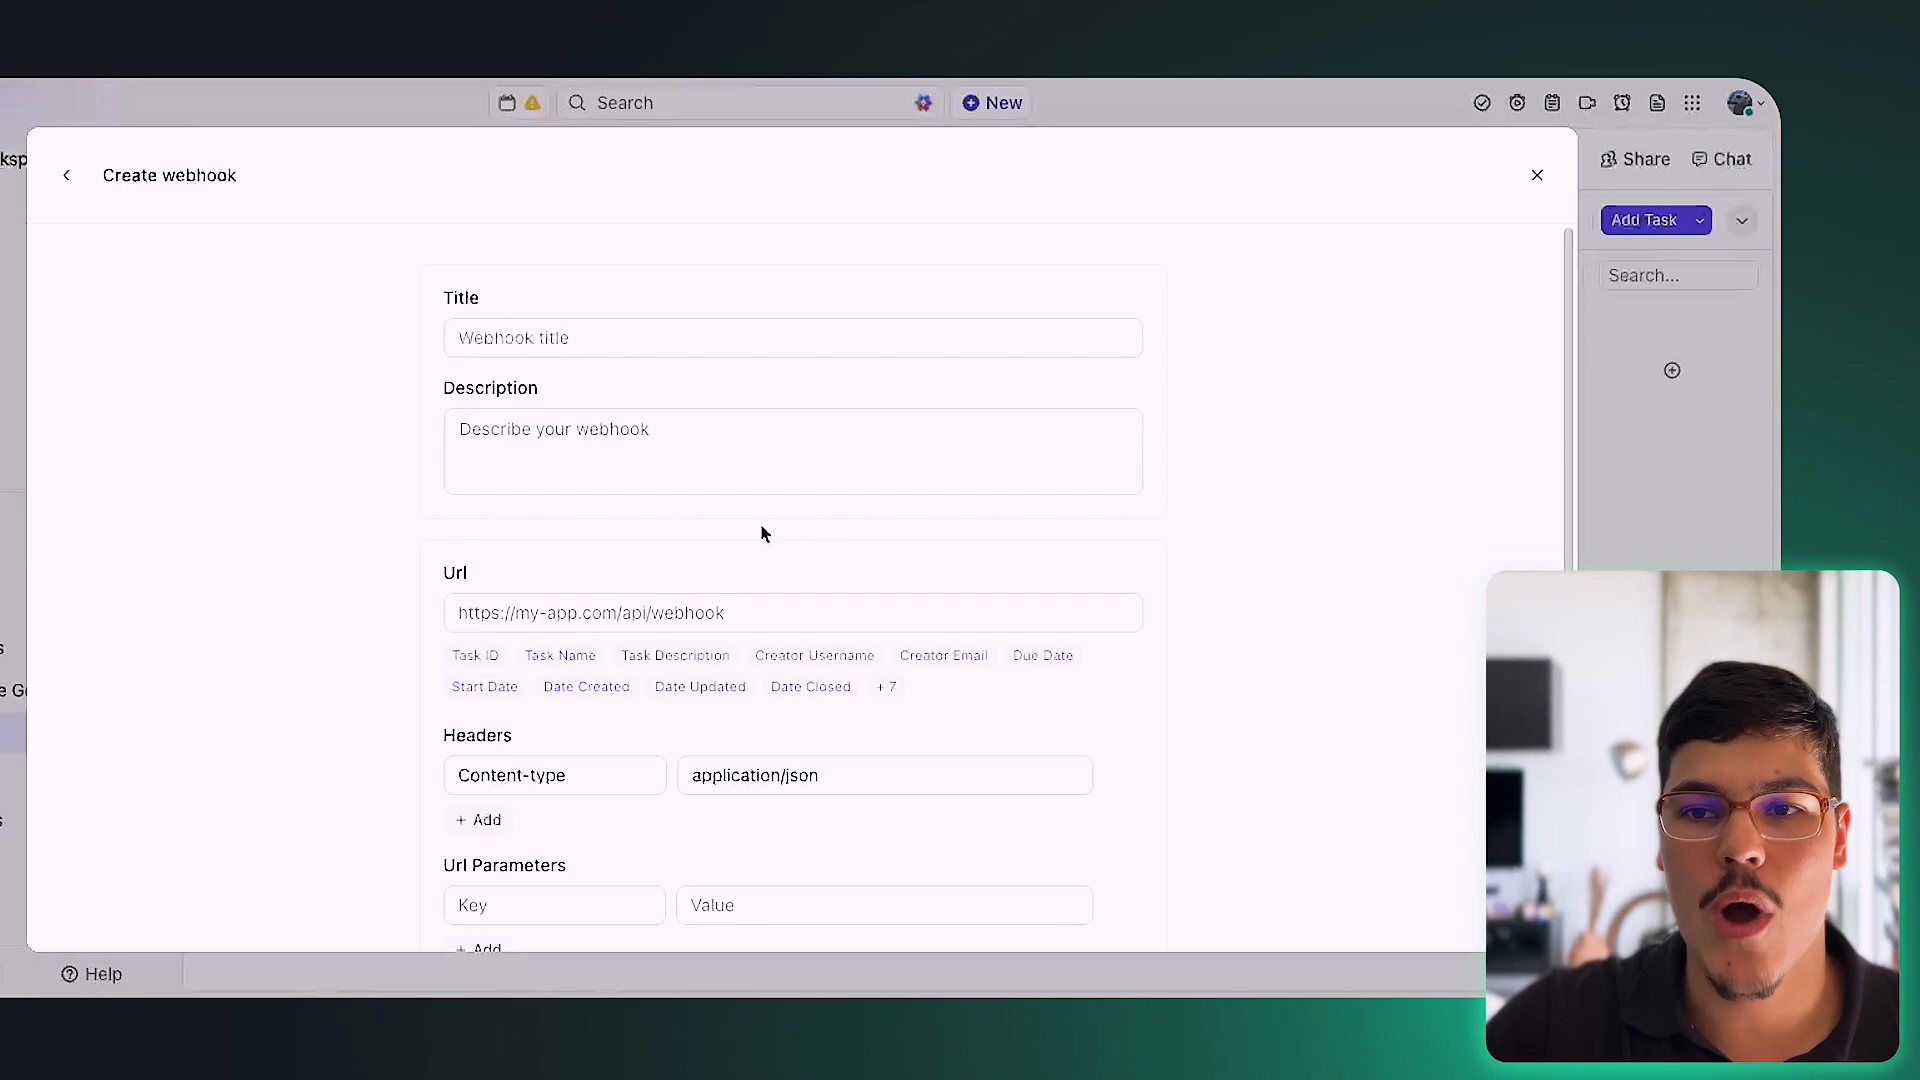 Search
New
Create webhook
Share
Chat
Add Task
Search...
Title
Webhook title
Description
Describe your webhook
Url
https://my-app.com/api/webhook
Task ID Task Name Task Description Creator Username Creator Email Due Date
Start Date Date Created Date Updated Date Closed + 7
Headers
Content-type application/json
+ Add
Url Parameters
Key Value
+ Add
Help